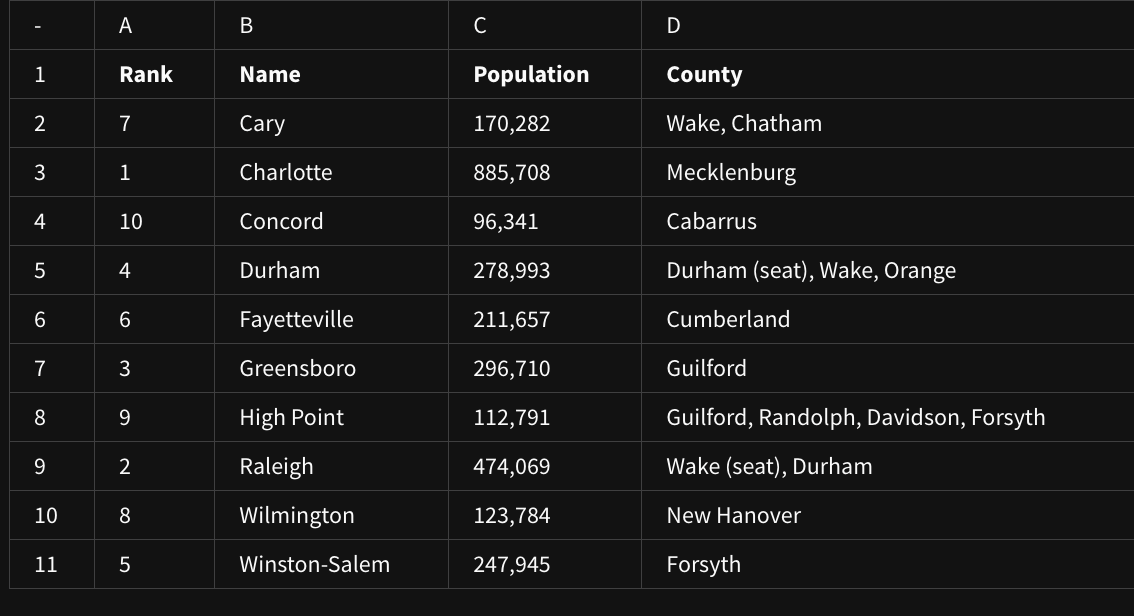 - A B C D
1 Rank Name Population County
2 7 Cary 170,282 Wake, Chatham
3 1 Charlotte 885,708 Mecklenburg
4 10 Concord 96,341 Cabarrus
5 4 Durham 278,993 Durham (seat), Wake, Orange
6 6 Fayetteville 211,657 Cumberland
7 3 Greensboro 296,710 Guilford
8 9 High Point 112,791 Guilford, Randolph, Davidson, Forsyth
9 2 Raleigh 474,069 Wake (seat), Durham
10 8 Wilmington 123,784 New Hanover
11 5 Winston-Salem 247,945 Forsyth